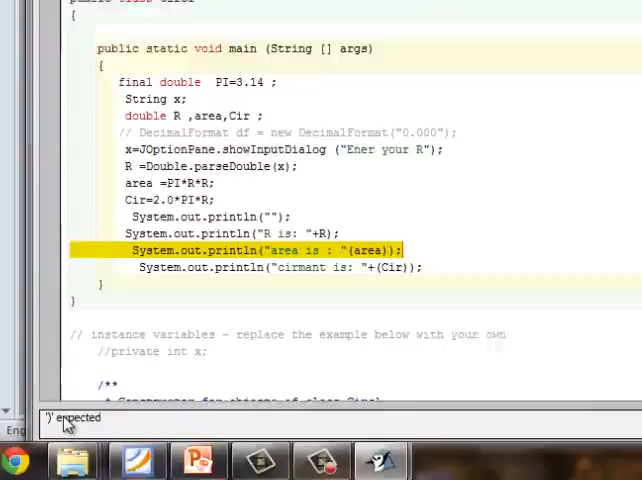 {
public static void main (String [] args)
{
final double PI=3.14 ;
String x;
double R ,area,Cir ;
// DecimalFormat df = new DecimalFormat("0.000");
x=JOptionPane.showInputDialog ("Ener your R");
R =Double.parseDouble(x);
area =PI*R*R;
Cir=2.0*PI*R;
System.out.println("");
System.out.println("R is: "+R);
System.out.println("area is : "(area));
System.out.println("cirmant is: "+(Cir));
}
}
// instance variables - replace the example below with your own
//private int x;
/**
')' expected
Eng